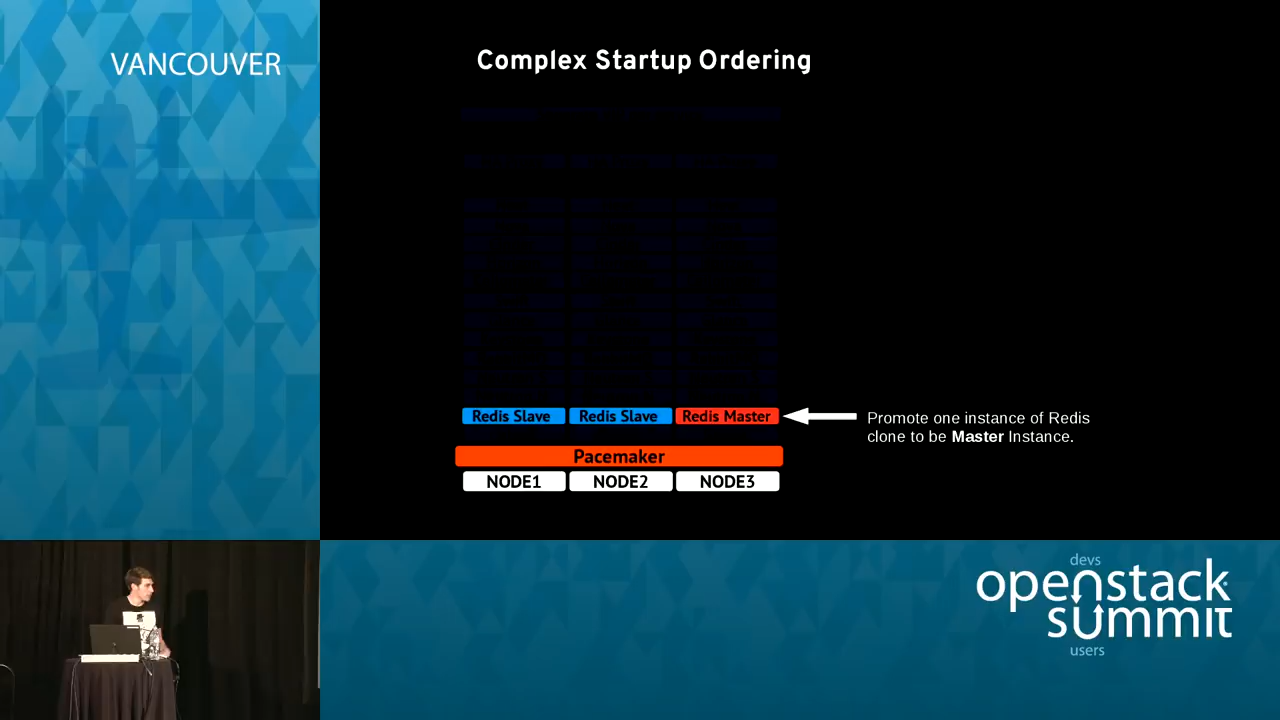 VANCOUVER
Complex Startup Ordering
Redis Slave Redis Slave Redis Master
Promote one instance of Redis
clone to be Master Instance.
Pacemaker
NODE1 NODE2 NODE3
devs
openstack
summit
users